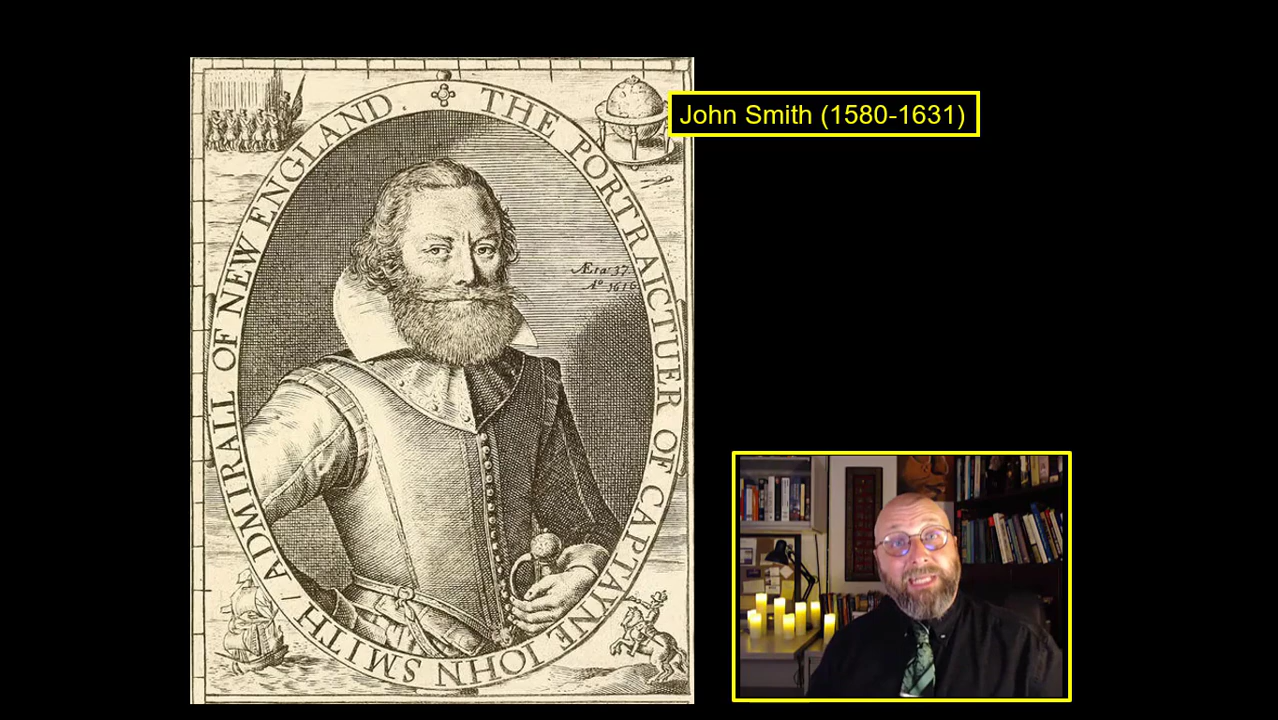 THE PORTRAICTUER OF CAPTAYNE IOHN SMITH / ADMIRALL OF NEW ENGLAND
John Smith (1580-1631)
Æta 37
Aº 1616